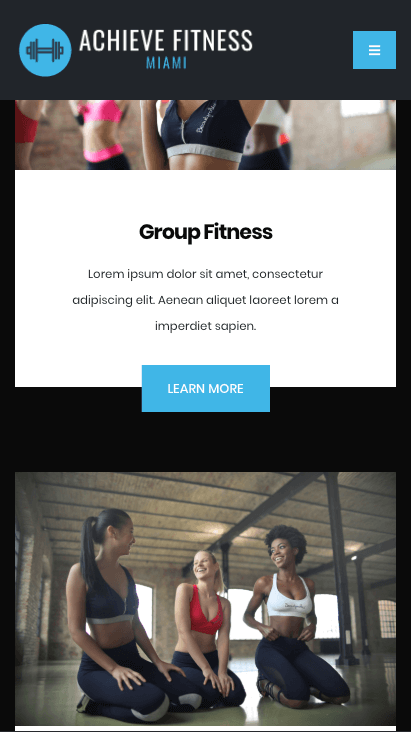 ACHIEVE FITNESS
MIAMI
Group Fitness
Lorem ipsum dolor sit amet, consectetur
adipiscing elit. Aenean aliquet laoreet lorem a
imperdiet sapien.
LEARN MORE